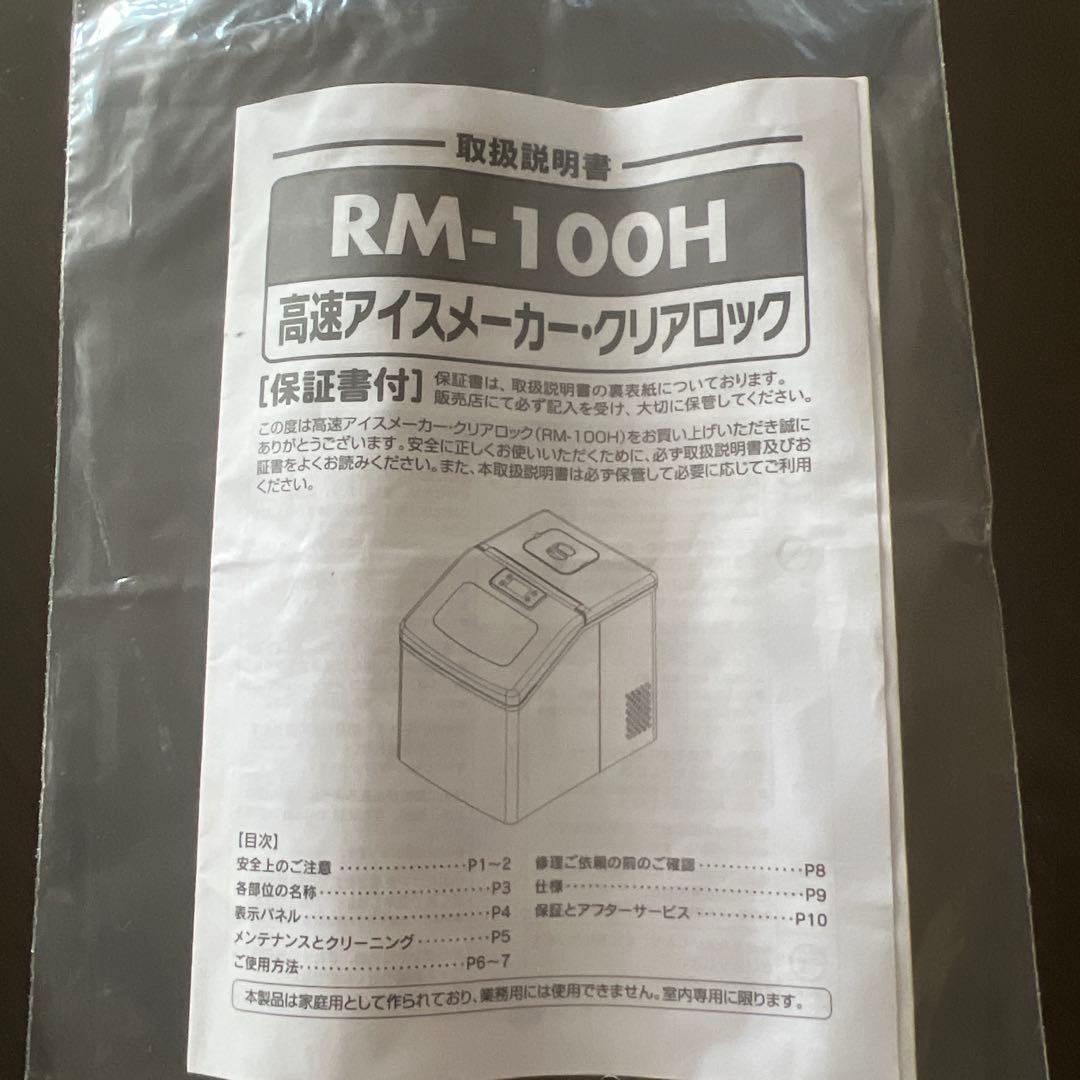 取扱説明書
RM-100H
高速アイスメーカー・クリアロック
[保証書付]
保証書は、取扱説明書の裏表紙についております。
販売店にて必ず記入を受け、大切に保管してください。
この度は高速アイスメーカー・クリアロック(RM-100H)をお買い上げいただき誠に
ありがとうございます。安全に正しくお使いいただくために、必ず取扱説明書及びお
証書をよくお読みください。また、本取扱説明書は必ず保管して必要に応じてご利用
ください。
【目次】
安全上のご注意 ・・・・・・・・・・・・・・・・・・P1～2
各部位の名称・・・・・・・・・・・・・・・・・・・・・・P3
表示パネル・・・・・・・・・・・・・・・・・・・・・・・・P4
メンテナンスとクリーニング・・・・・・・・・・P5
ご使用方法・・・・・・・・・・・・・・・・・・・・・・P6～7
修理ご依頼の前のご確認・・・・・・・・・・・・・・P8
仕様・・・・・・・・・・・・・・・・・・・・・・・・・・・・・・P9
保証とアフターサービス ・・・・・・・・・・・・・P10
本製品は家庭用として作られており、業務用には使用できません。室内専用に限ります。